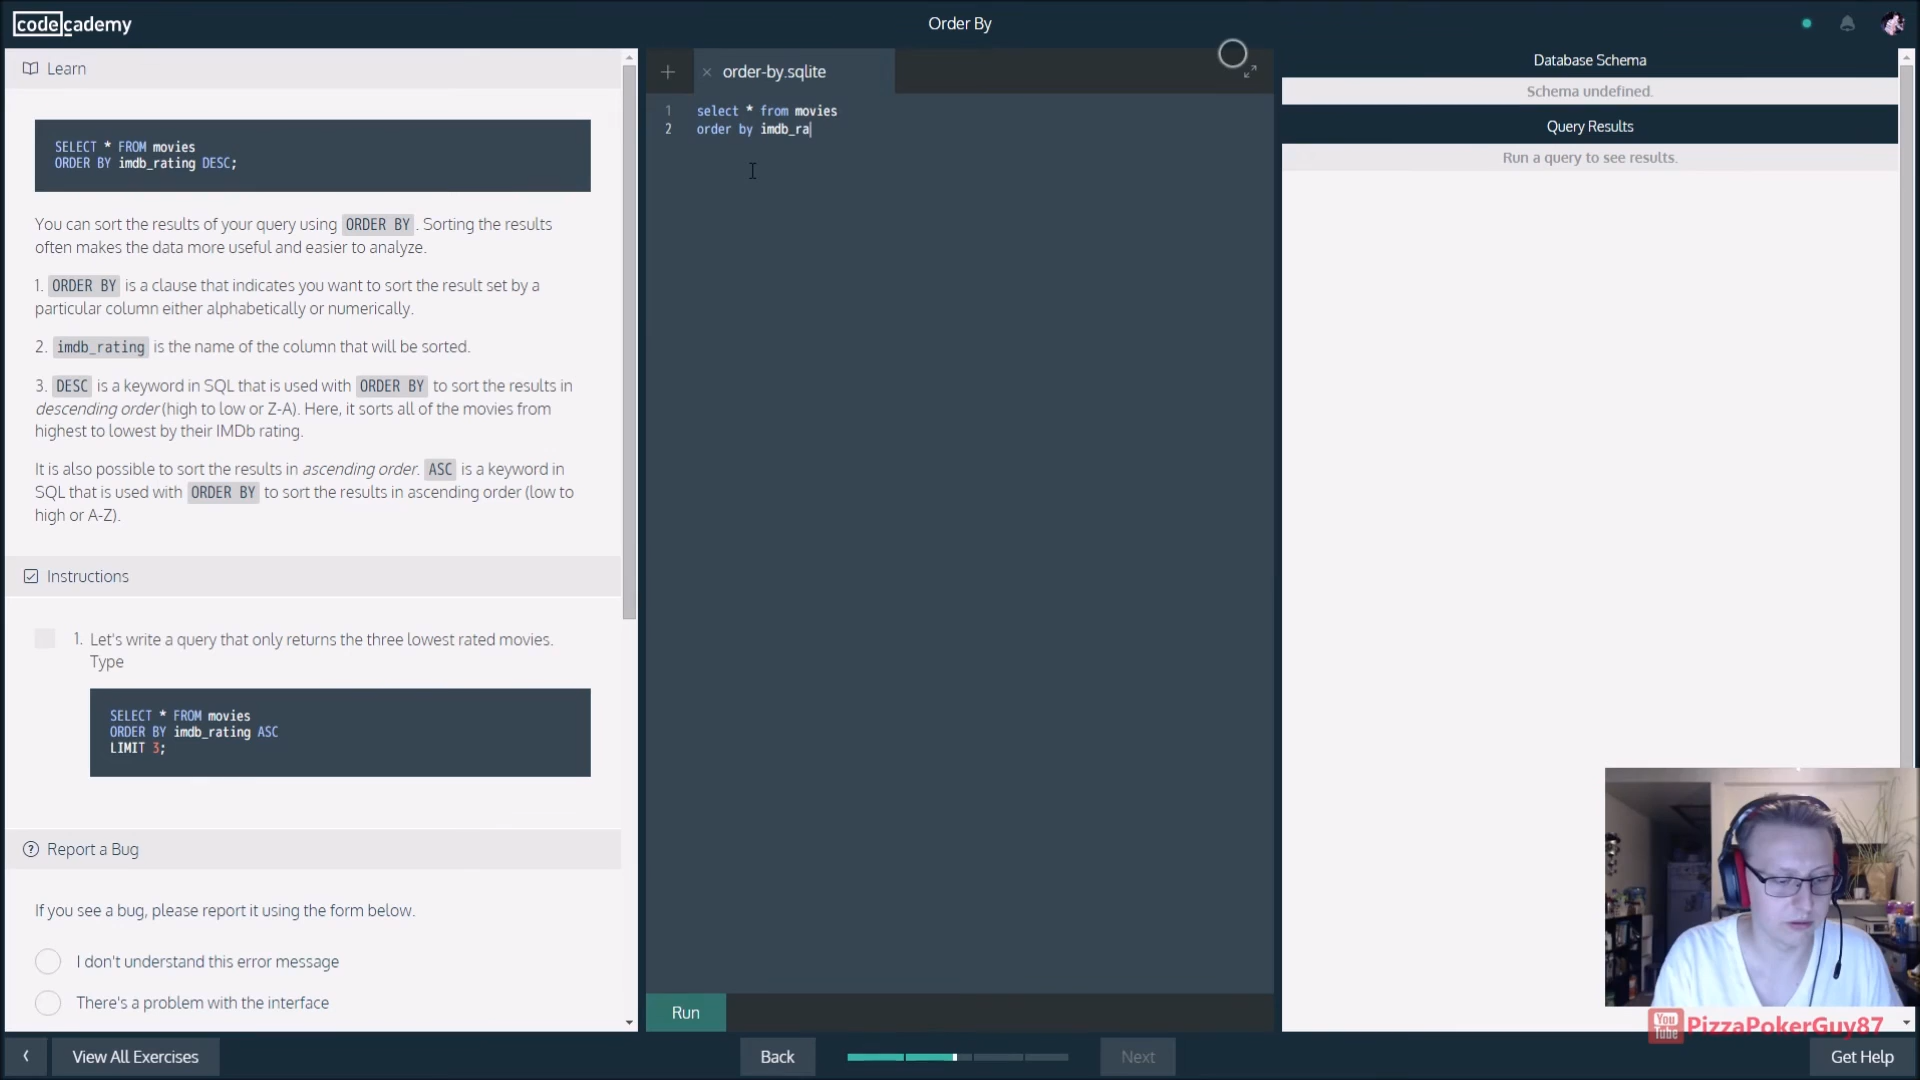 codecademy
Order By
Learn
SELECT * FROM movies
ORDER BY imdb_rating DESC;
You can sort the results of your query using ORDER BY. Sorting the results
often makes the data more useful and easier to analyze.
1. ORDER BY is a clause that indicates you want to sort the result set by a
particular column either alphabetically or numerically.
2. imdb_rating is the name of the column that will be sorted.
3. DESC is a keyword in SQL that is used with ORDER BY to sort the results in
descending order (high to low or Z-A). Here, it sorts all of the movies from
highest to lowest by their IMDb rating.
It is also possible to sort the results in ascending order. ASC is a keyword in
SQL that is used with ORDER BY to sort the results in ascending order (low to
high or A-Z).
Instructions
1. Let's write a query that only returns the three lowest rated movies.
Type
SELECT * FROM movies
ORDER BY imdb_rating ASC
LIMIT 3;
Report a Bug
If you see a bug, please report it using the form below.
I don't understand this error message
There's a problem with the interface
order-by.sqlite
1 select * from movies
2 order by imdb_ra
Run
Database Schema
Schema undefined.
Query Results
Run a query to see results.
You Tube PizzaPokerGuy87
View All Exercises
Back
Next
Get Help